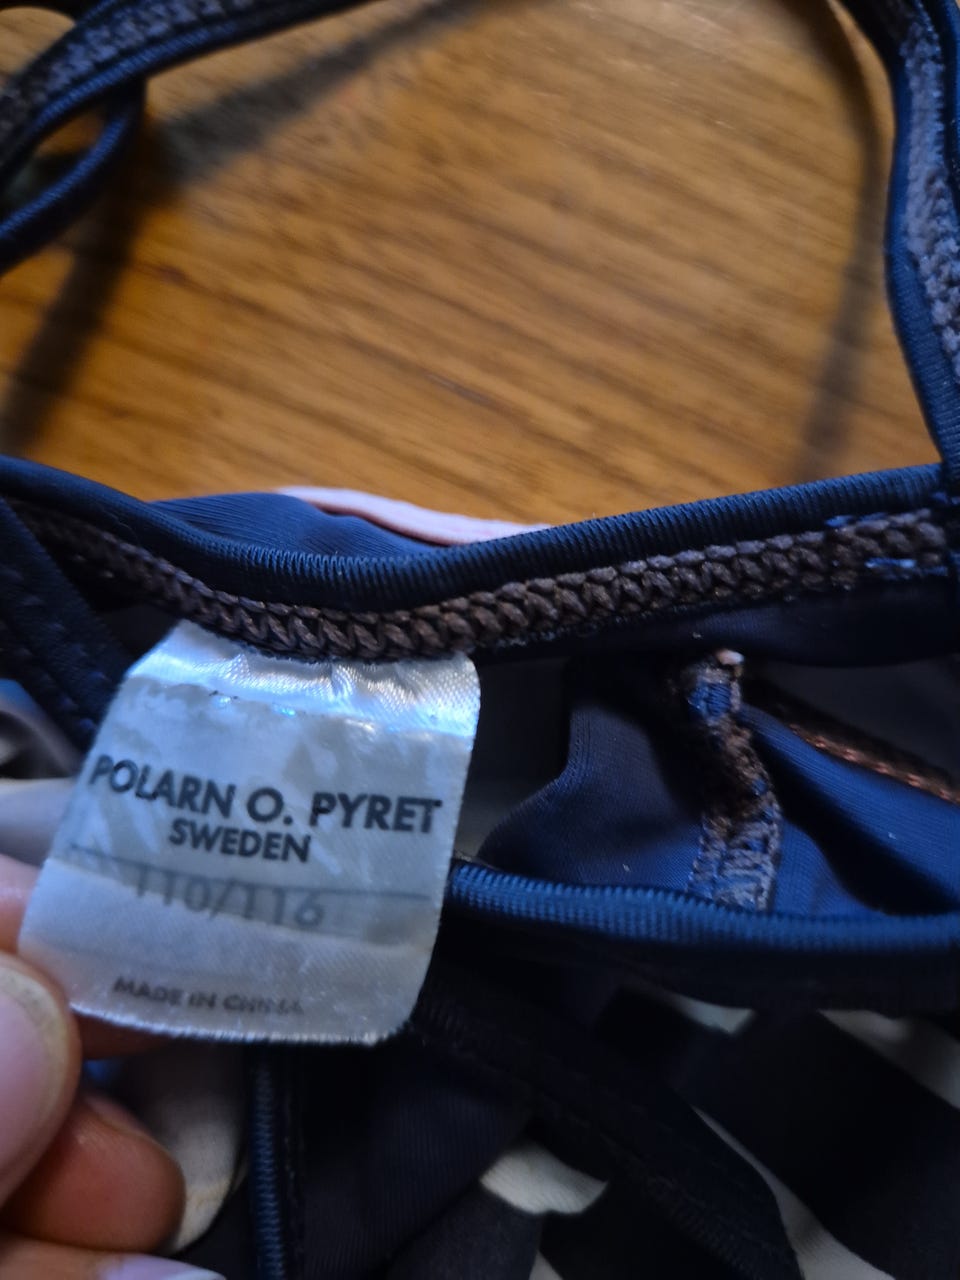 POLARN O. PYRET
SWEDEN
110/116
MADE IN CHINA